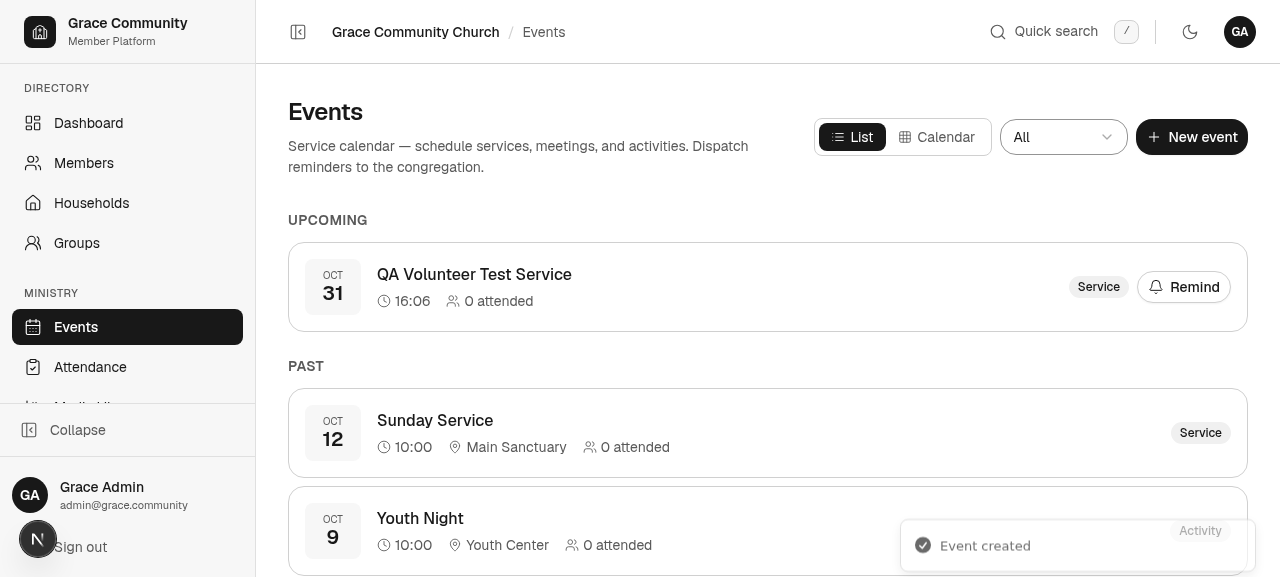 Grace Community
Member Platform
DIRECTORY
Dashboard
Members
Households
Groups
MINISTRY
Events
Attendance
Collapse
GA
Grace Admin
admin@grace.community
N
Sign out
Grace Community Church / Events
Quick search /
GA
Events
Service calendar — schedule services, meetings, and activities. Dispatch
reminders to the congregation.
List
Calendar
All
New event
UPCOMING
OCT
31
QA Volunteer Test Service
16:06 0 attended
Service
Remind
PAST
OCT
12
Sunday Service
10:00 Main Sanctuary 0 attended
Service
OCT
9
Youth Night
10:00 Youth Center 0 attended
Activity
Event created